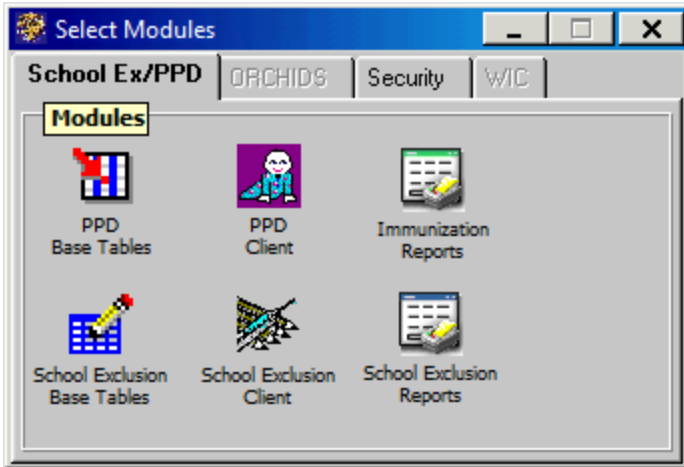 Select Modules
School Ex/PPD ORCHIDS Security WIC
Modules
PPD PPD Immunization
Base Tables Client Reports
School Exclusion School Exclusion School Exclusion
Base Tables Client Reports